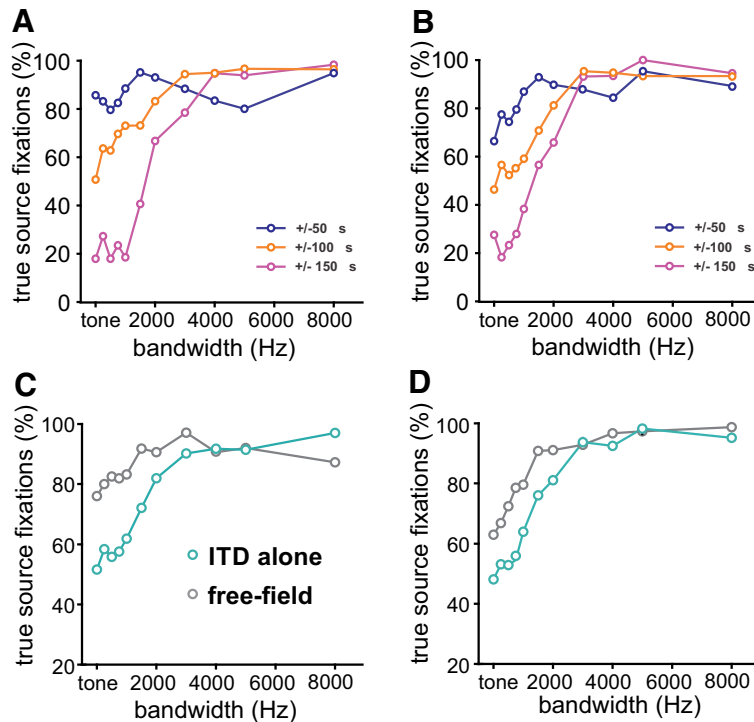 A
true source fixations (%)
100
80
60
40
20
0
+/-50 s
+/-100 s
+/- 150 s
tone 2000 4000 6000 8000
bandwidth (Hz)
B
true source fixations (%)
100
80
60
40
20
0
+/-50 s
+/-100 s
+/- 150 s
tone 2000 4000 6000 8000
bandwidth (Hz)
C
true source fixations (%)
100
80
60
40
20
ITD alone
free-field
tone 2000 4000 6000 8000
bandwidth (Hz)
D
true source fixations (%)
100
80
60
40
20
tone 2000 4000 6000 8000
bandwidth (Hz)